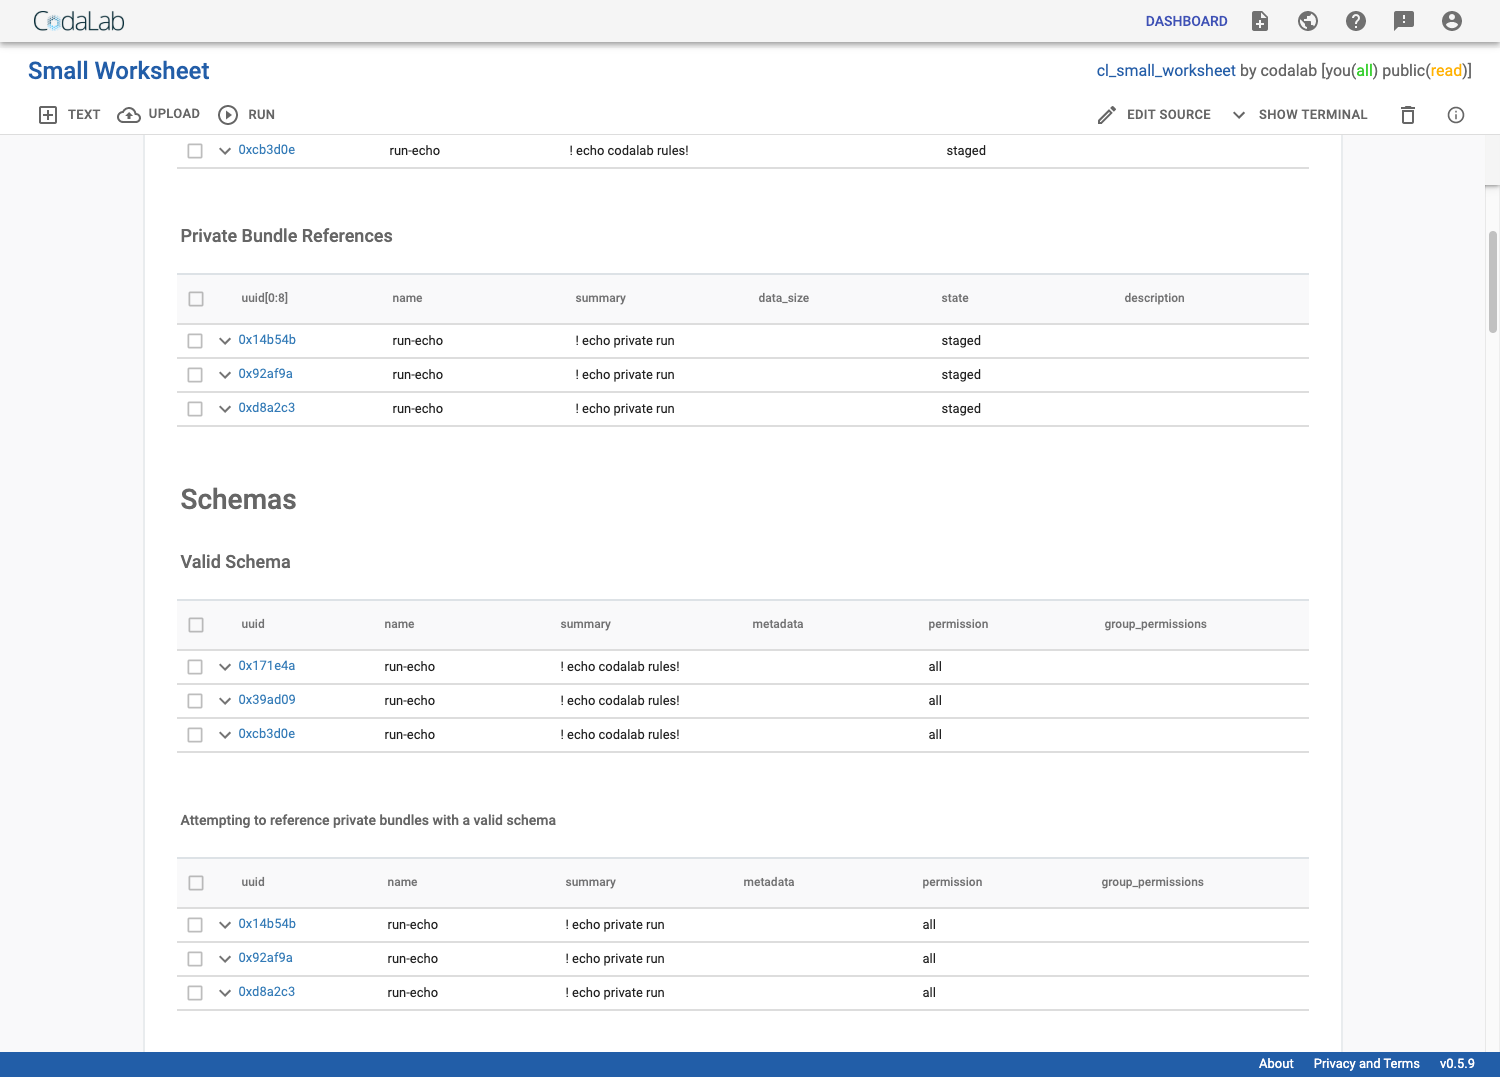 CodaLab
DASHBOARD
Small Worksheet
cl_small_worksheet by codalab [you(all) public(read)]
TEXT UPLOAD RUN
EDIT SOURCE SHOW TERMINAL
0xcb3d0e run-echo ! echo codalab rules! staged
Private Bundle References
uuid[0:8] name summary data_size state description
0x14b54b run-echo ! echo private run staged
0x92af9a run-echo ! echo private run staged
0xd8a2c3 run-echo ! echo private run staged
Schemas
Valid Schema
uuid name summary metadata permission group_permissions
0x171e4a run-echo ! echo codalab rules! all
0x39ad09 run-echo ! echo codalab rules! all
0xcb3d0e run-echo ! echo codalab rules! all
Attempting to reference private bundles with a valid schema
uuid name summary metadata permission group_permissions
0x14b54b run-echo ! echo private run all
0x92af9a run-echo ! echo private run all
0xd8a2c3 run-echo ! echo private run all
About Privacy and Terms v0.5.9